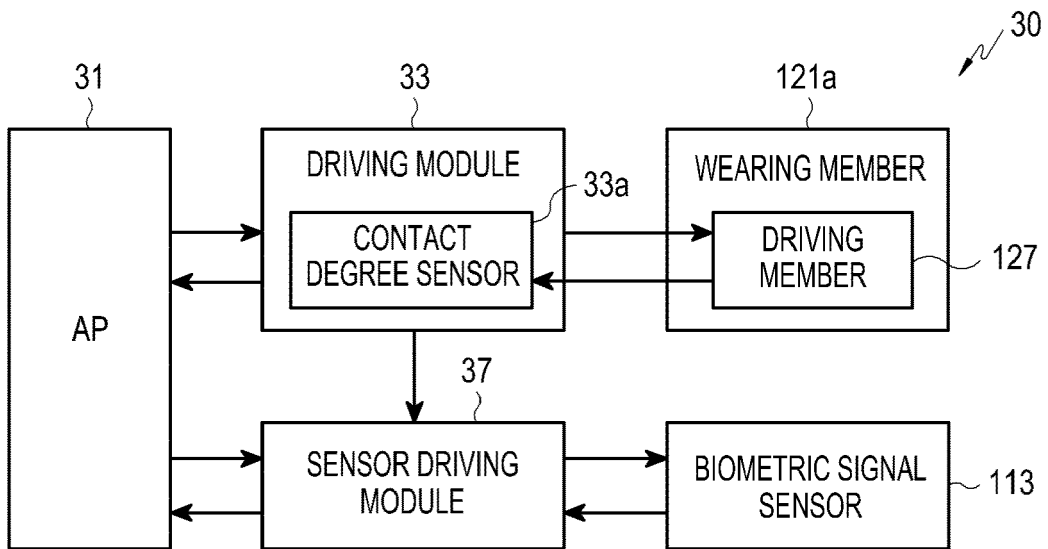 30
31
33
121a
DRIVING MODULE
33a
CONTACT
DEGREE SENSOR
WEARING MEMBER
DRIVING
MEMBER
127
AP
37
SENSOR DRIVING
MODULE
BIOMETRIC SIGNAL
SENSOR
113